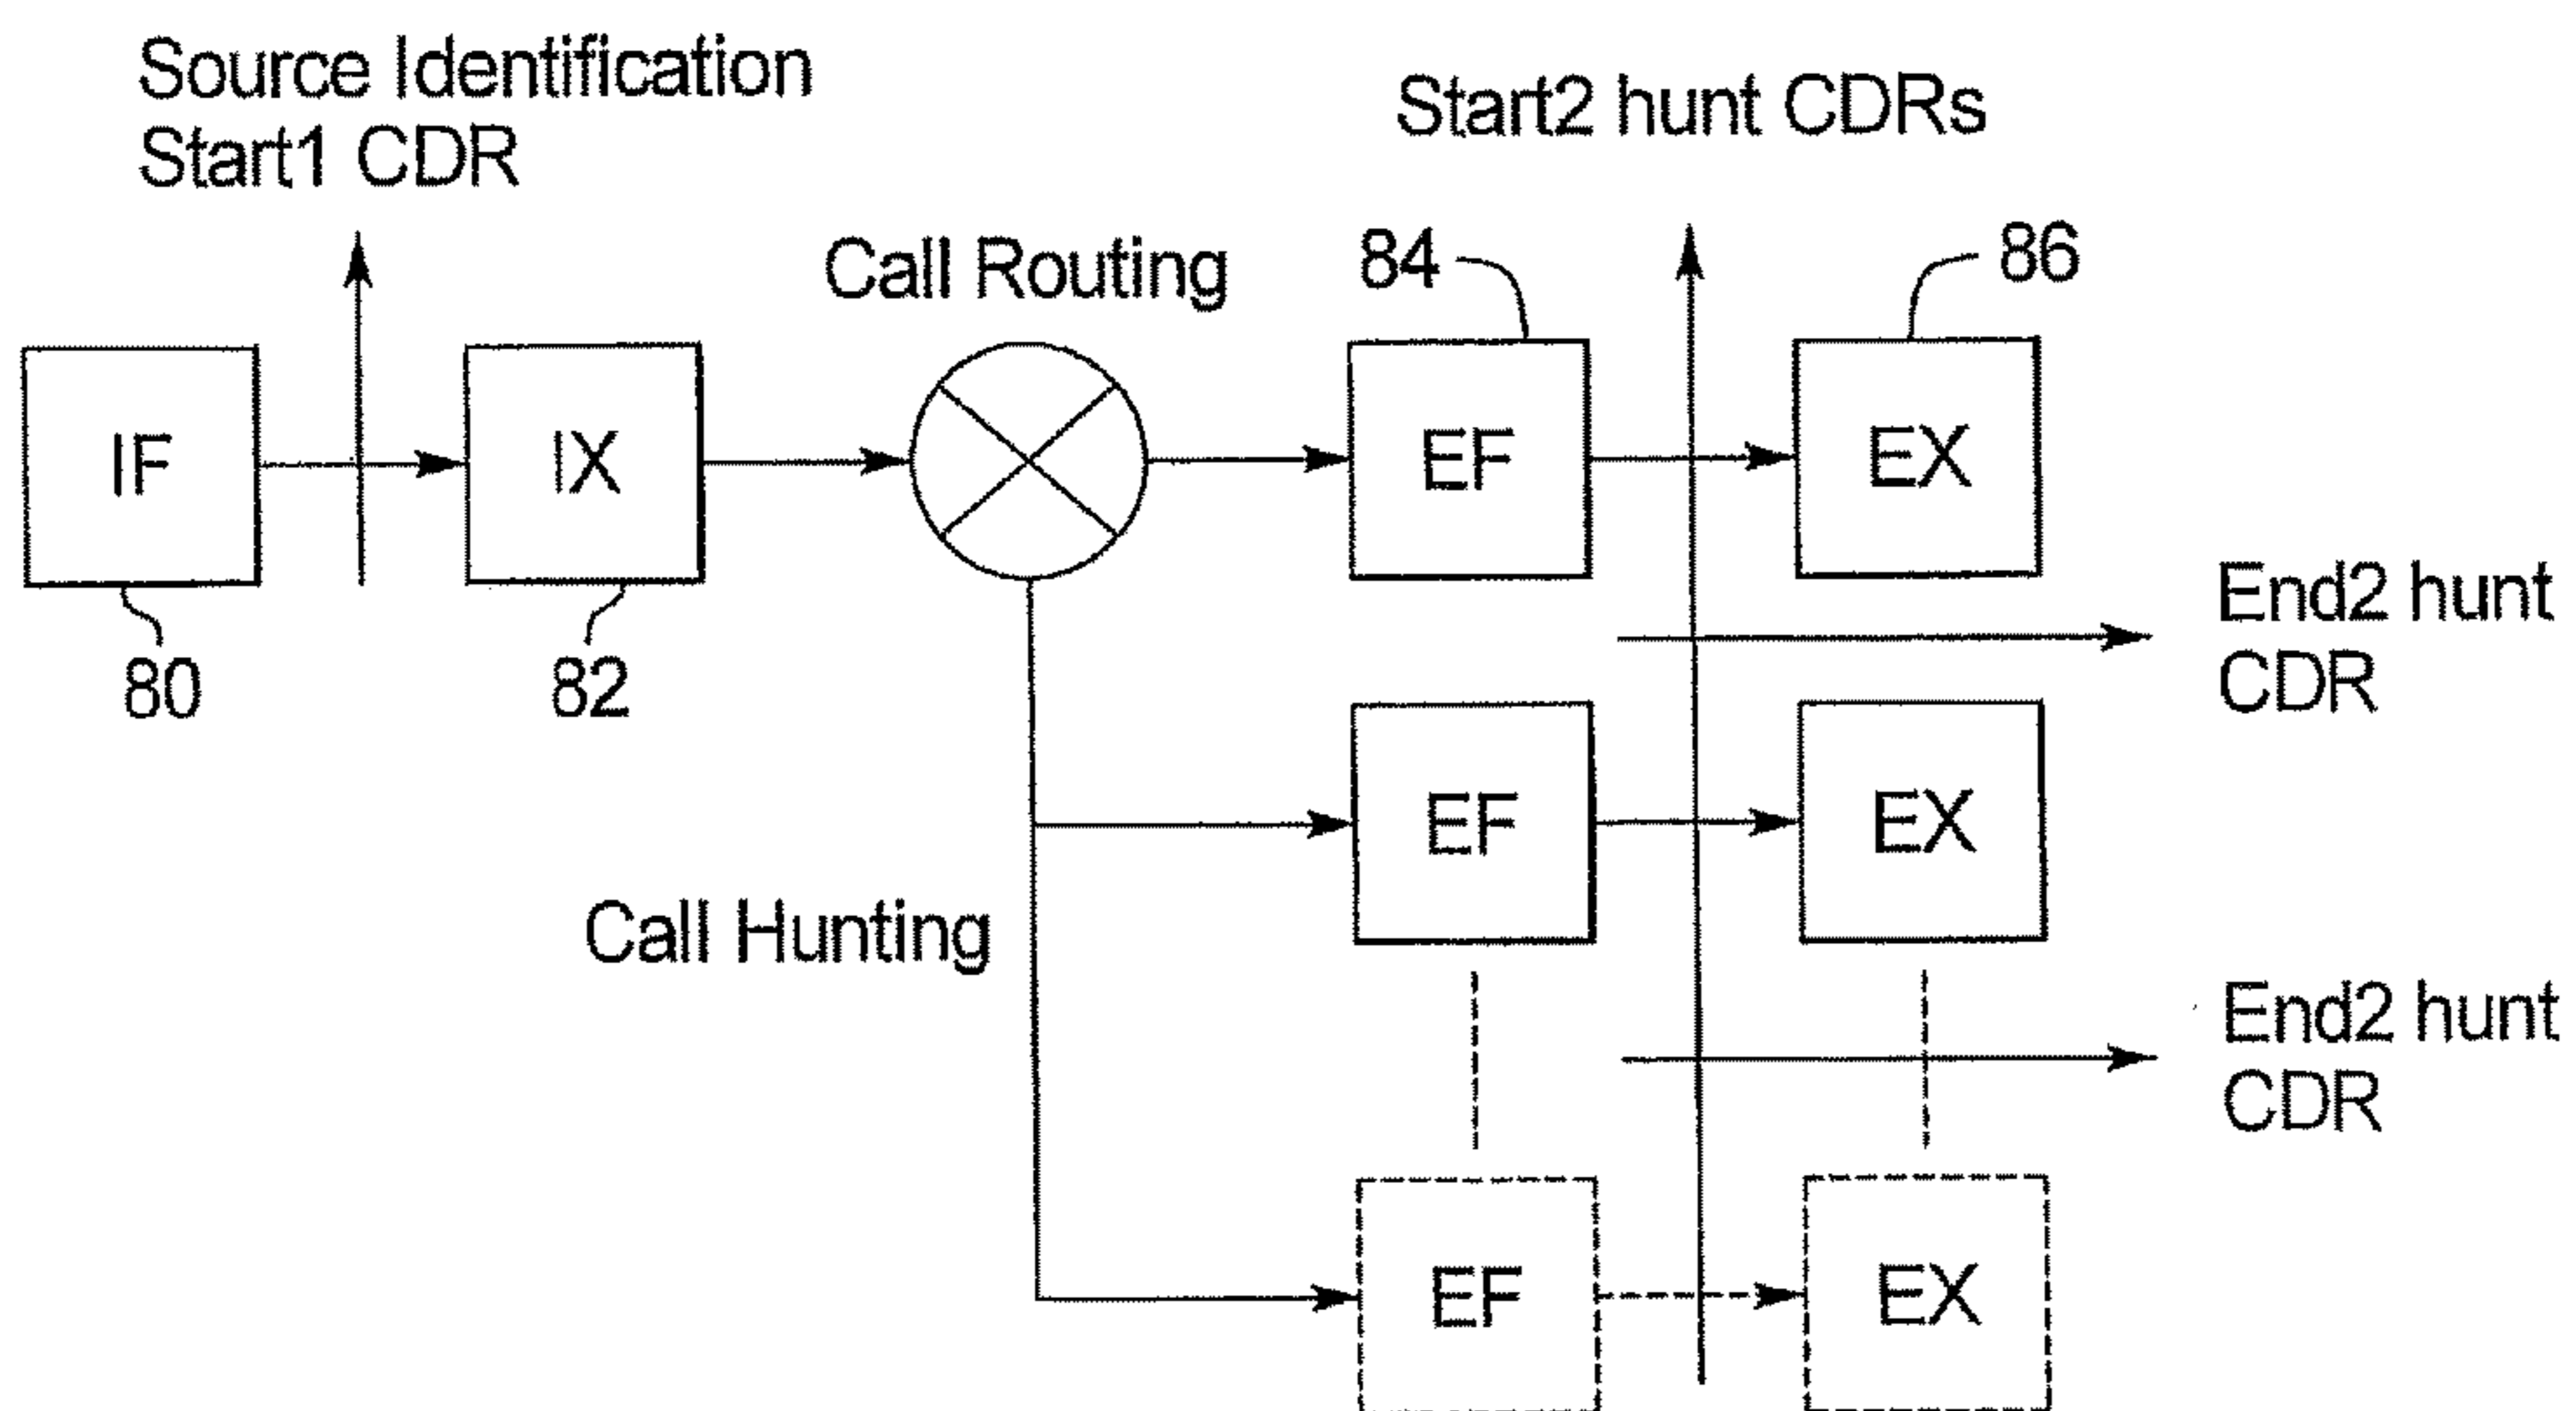 Source Identification
Start1 CDR
Start2 hunt CDRs
Call Routing
84
86
IF
IX
EF
EX
80
82
End2 hunt
CDR
EF
EX
Call Hunting
End2 hunt
CDR
EF
EX